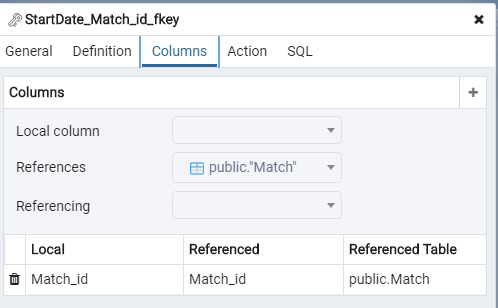 StartDate_Match_id_fkey
General Definition Columns Action SQL
Columns
Local column
References public."Match"
Referencing
Local Referenced Referenced Table
Match_id Match_id public.Match